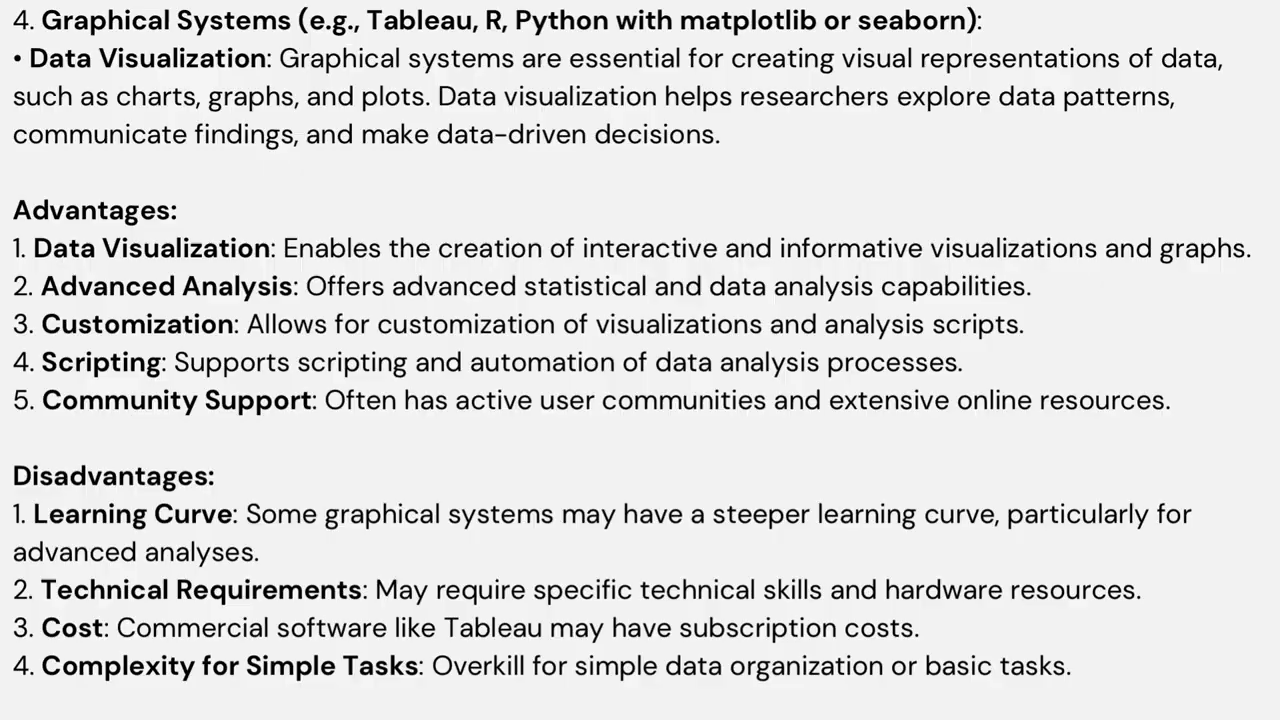 4. Graphical Systems (e.g., Tableau, R, Python with matplotlib or seaborn):
• Data Visualization: Graphical systems are essential for creating visual representations of data,
such as charts, graphs, and plots. Data visualization helps researchers explore data patterns,
communicate findings, and make data-driven decisions.
Advantages:
1. Data Visualization: Enables the creation of interactive and informative visualizations and graphs.
2. Advanced Analysis: Offers advanced statistical and data analysis capabilities.
3. Customization: Allows for customization of visualizations and analysis scripts.
4. Scripting: Supports scripting and automation of data analysis processes.
5. Community Support: Often has active user communities and extensive online resources.
Disadvantages:
1. Learning Curve: Some graphical systems may have a steeper learning curve, particularly for
advanced analyses.
2. Technical Requirements: May require specific technical skills and hardware resources.
3. Cost: Commercial software like Tableau may have subscription costs.
4. Complexity for Simple Tasks: Overkill for simple data organization or basic tasks.